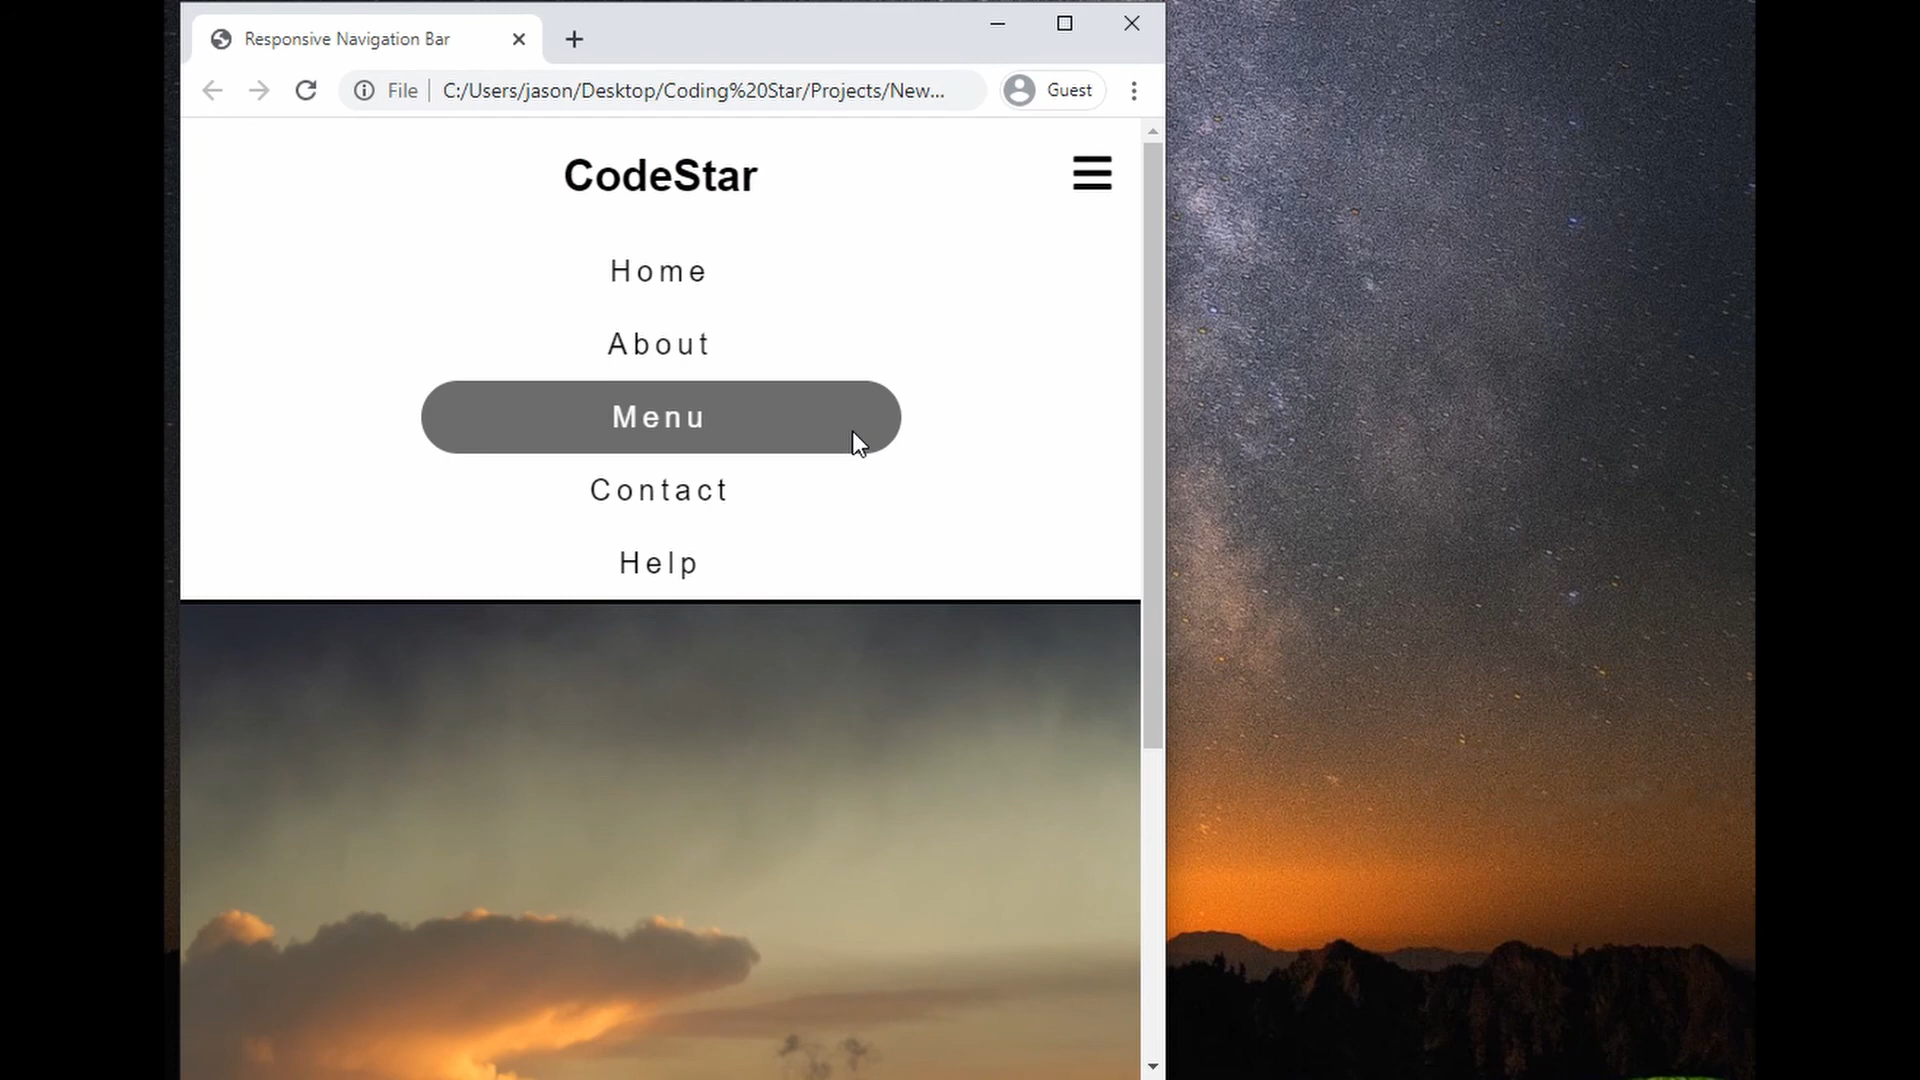 Responsive Navigation Bar
File C:/Users/jason/Desktop/Coding%20Star/Projects/New...
Guest
CodeStar
Home
About
Menu
Contact
Help